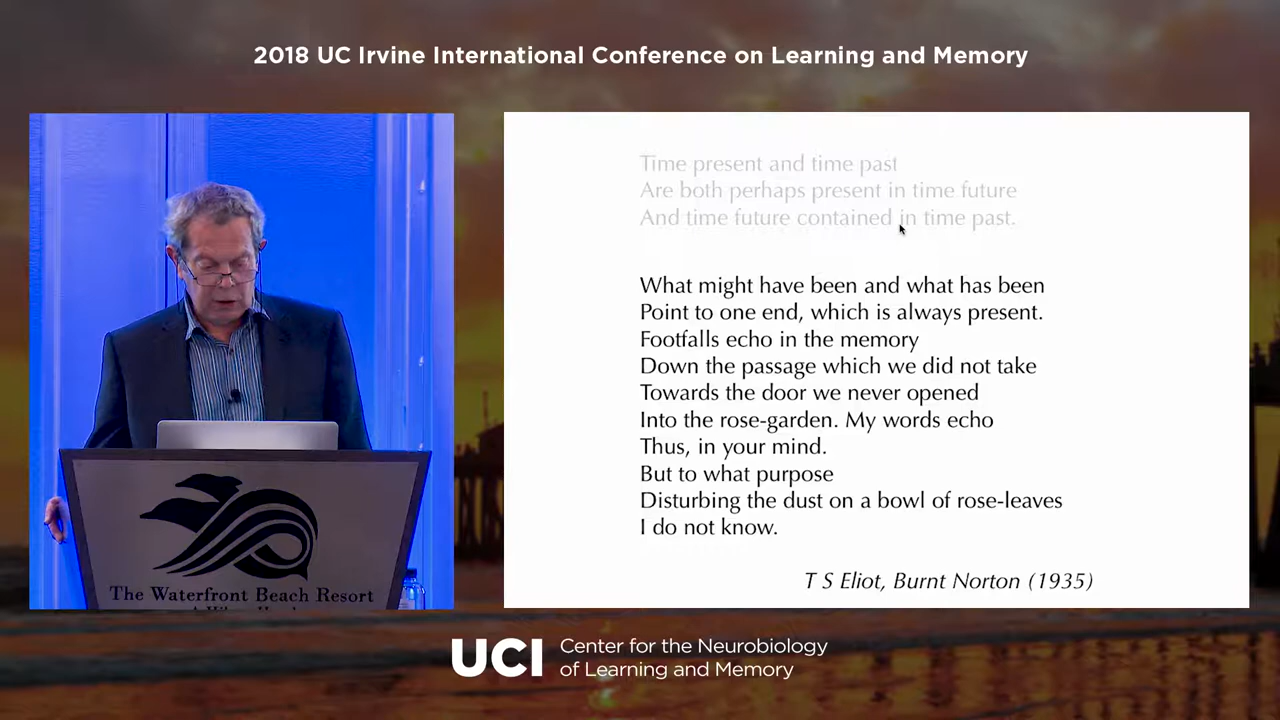 2018 UC Irvine International Conference on Learning and Memory
Time present and time past
Are both perhaps present in time future
And time future contained in time past.
What might have been and what has been
Point to one end, which is always present.
Footfalls echo in the memory
Down the passage which we did not take
Towards the door we never opened
Into the rose-garden. My words echo
Thus, in your mind.
But to what purpose
Disturbing the dust on a bowl of rose-leaves
I do not know.
T S Eliot, Burnt Norton (1935)
The Waterfront Beach Resort
UCI Center for the Neurobiology
of Learning and Memory